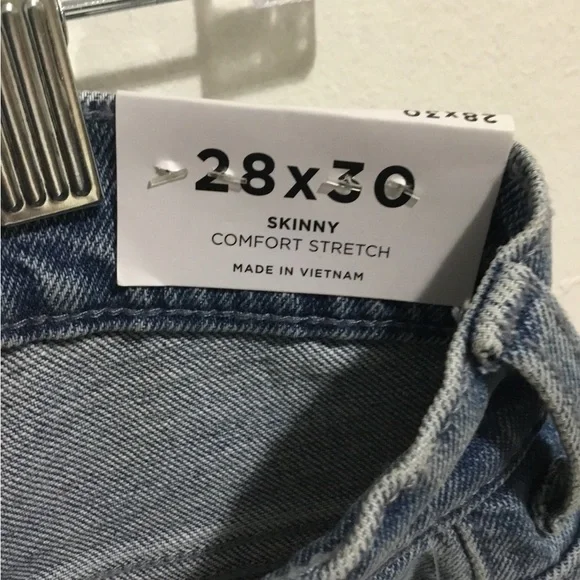 28x30
28x30
SKINNY
COMFORT STRETCH
MADE IN VIETNAM